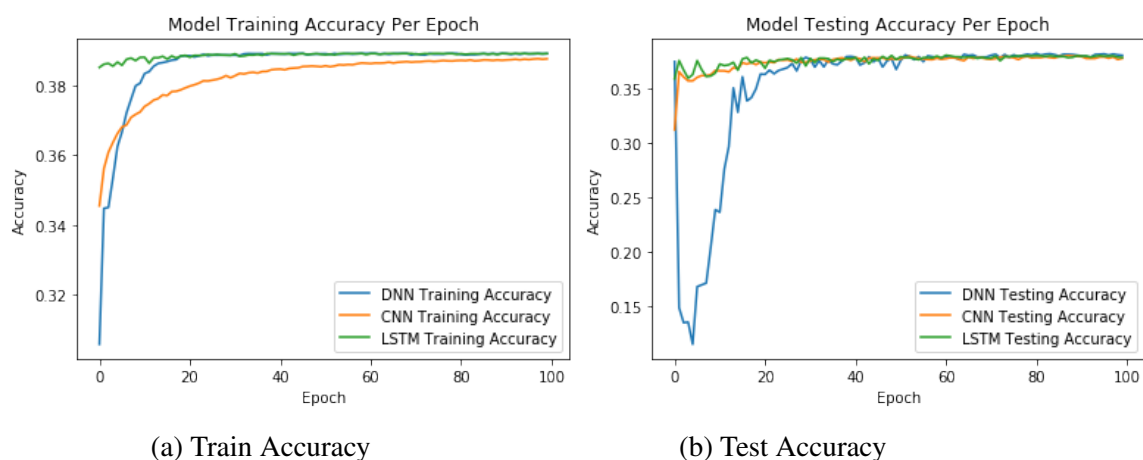 Model Training Accuracy Per Epoch
Accuracy
0.38
0.36
0.34
0.32
0 20 40 60 80 100
Epoch
DNN Training Accuracy
CNN Training Accuracy
LSTM Training Accuracy
(a) Train Accuracy
Model Testing Accuracy Per Epoch
Accuracy
0.35
0.30
0.25
0.20
0.15
0 20 40 60 80 100
Epoch
DNN Testing Accuracy
CNN Testing Accuracy
LSTM Testing Accuracy
(b) Test Accuracy